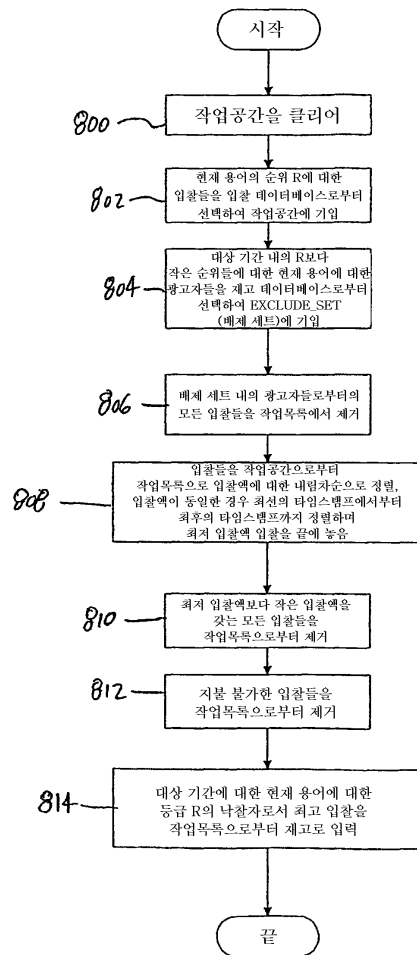 시작
800
작업공간을 클리어
802
현재 용어의 순위 R에 대한
입찰들을 입찰 데이터베이스로부터
선택하여 작업공간에 기입
804
대상 기간 내의 R보다
작은 순위들에 대한 현재 용어에 대한
광고자들을 재고 데이터베이스로부터
선택하여 EXCLUDE_SET
(배제 세트)에 기입
806
배제 세트 내의 광고자들로부터의
모든 입찰들을 작업목록에서 제거
808
입찰들을 작업공간으로부터
작업목록으로 입찰액에 대한 내림차순으로 정렬,
입찰액이 동일한 경우 최선의 타임스탬프에서부터
최후의 타임스탬프까지 정렬하며
최저 입찰액 입찰을 끝에 놓음
810
최저 입찰액보다 작은 입찰액을
갖는 모든 입찰들을
작업목록으로부터 제거
812
지불 불가한 입찰들을
작업목록으로부터 제거
814
대상 기간에 대한 현재 용어에 대한
등급 R의 낙찰자로서 최고 입찰을
작업목록으로부터 재고로 입력
끝